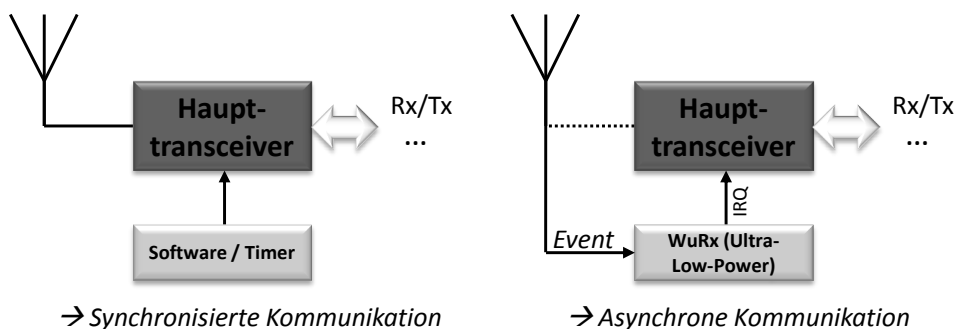 Haupt-
transceiver
Rx/Tx
...
Software / Timer
→ Synchronisierte Kommunikation
Haupt-
transceiver
Rx/Tx
...
IRQ
Event
WuRx (Ultra-
Low-Power)
→ Asynchrone Kommunikation